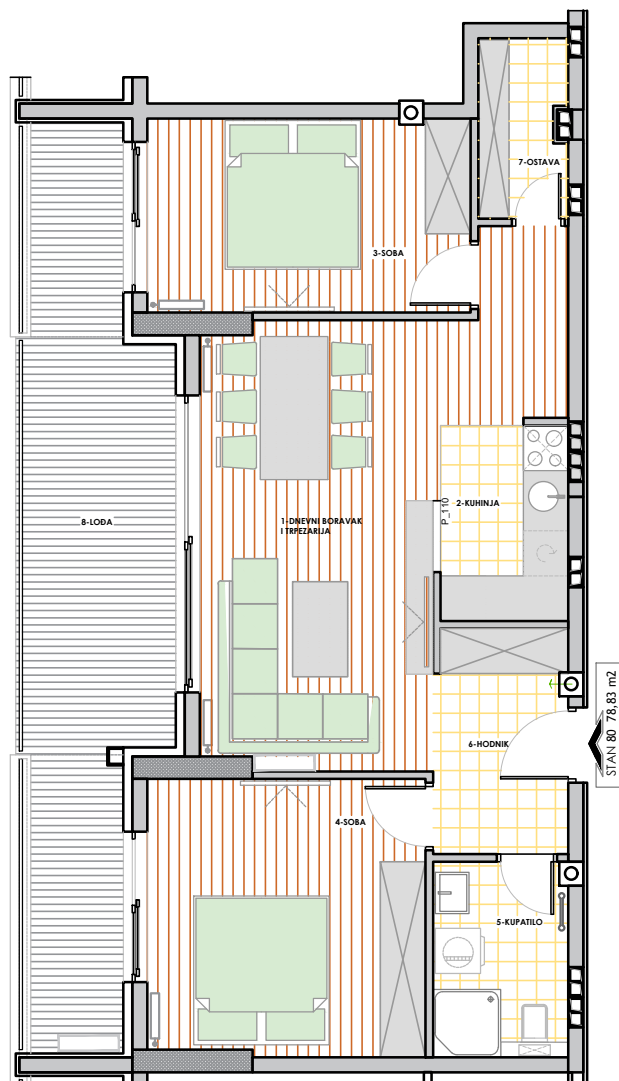 7-OSTAVA
3-SOBA
2-KUHINJA
P_110
1-DNEVNI BORAVAK
I TRPEZARIJA
8-LOĐA
STAN 80 78,83 m2
6-HODNIK
4-SOBA
5-KUPATILO